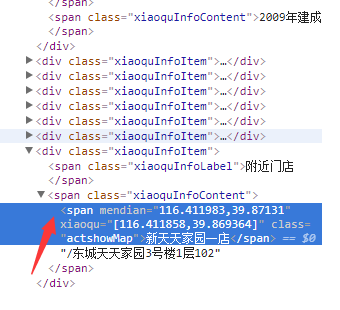 </span>
<span class="xiaoquInfoContent">2009年建成
</span>
</div>
▶<div class="xiaoquInfoItem">…</div>
▶<div class="xiaoquInfoItem">…</div>
▶<div class="xiaoquInfoItem">…</div>
▶<div class="xiaoquInfoItem">…</div>
▶<div class="xiaoquInfoItem">…</div>
▶<div class="xiaoquInfoItem">…</div>
▼<div class="xiaoquInfoItem">
<span class="xiaoquInfoLabel">附近门店
</span>
▼<span class="xiaoquInfoContent">
<span mendian="116.411983,39.87131"
xiaoqu="[116.411858,39.869364]" class=
"actshowMap">新天天家园一店</span> == $0
"/东城天天家园3号楼1层102"
</span>
</div>